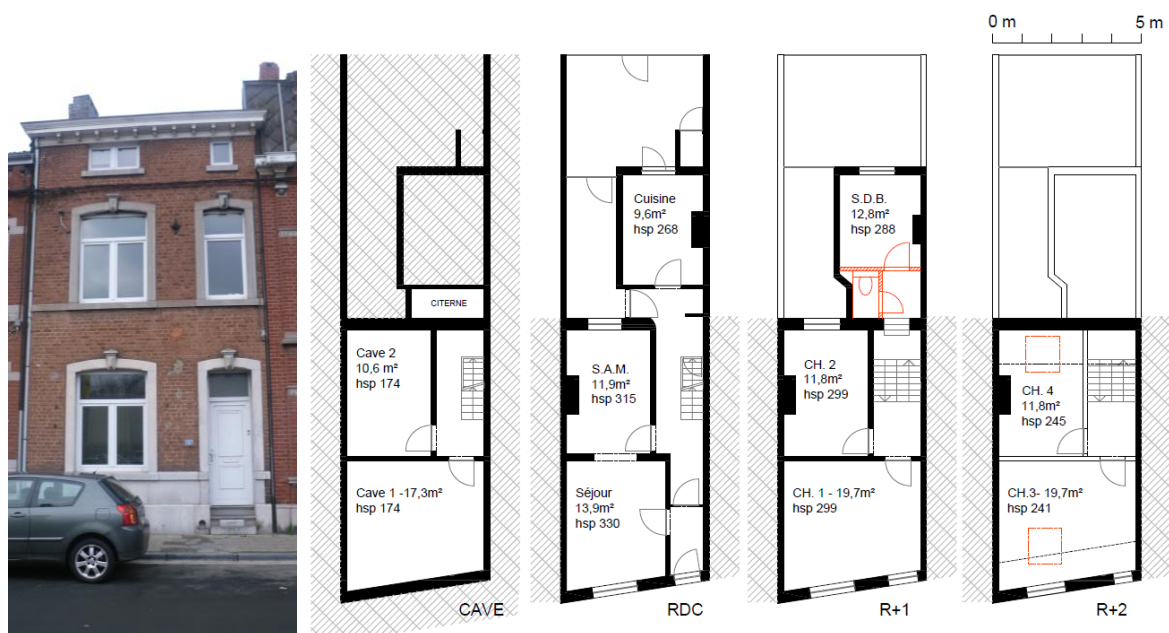 0 m
5 m
CITERNE
Cave 2
10,6 m²
hsp 174
Cave 1 -17,3m²
hsp 174
CAVE
Cuisine
9,6m²
hsp 268
S.A.M.
11,9m²
hsp 315
Séjour
13,9m²
hsp 330
RDC
S.D.B.
12,8m²
hsp 288
CH. 2
11,8m²
hsp 299
CH. 1 - 19,7m²
hsp 299
R+1
CH. 4
11,8m²
hsp 245
CH.3- 19,7m²
hsp 241
R+2